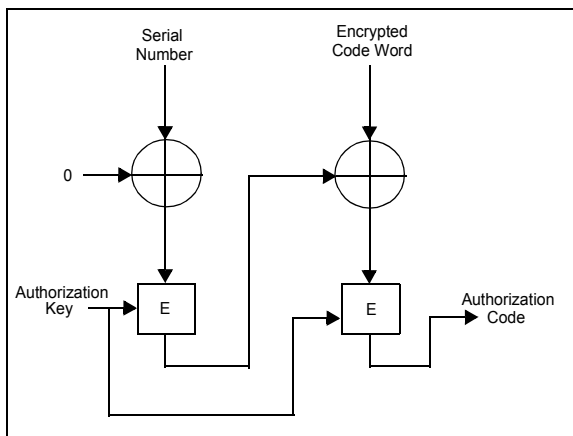 Serial
Number
Encrypted
Code Word
0
Authorization
Key
E
E
Authorization
Code